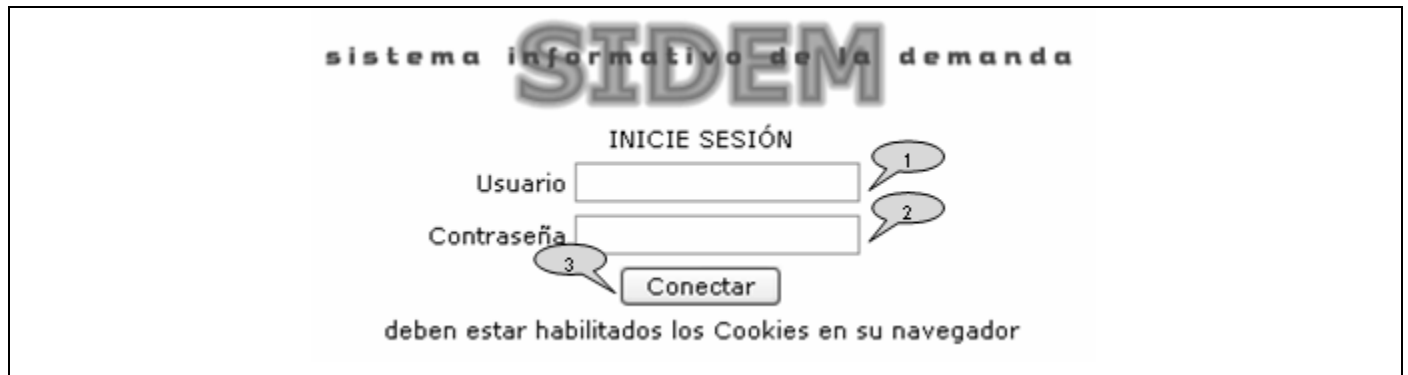 SIDEM
sistema informativo de la demanda
INICIE SESIÓN
1
Usuario
2
Contraseña
3
Conectar
deben estar habilitados los Cookies en su navegador